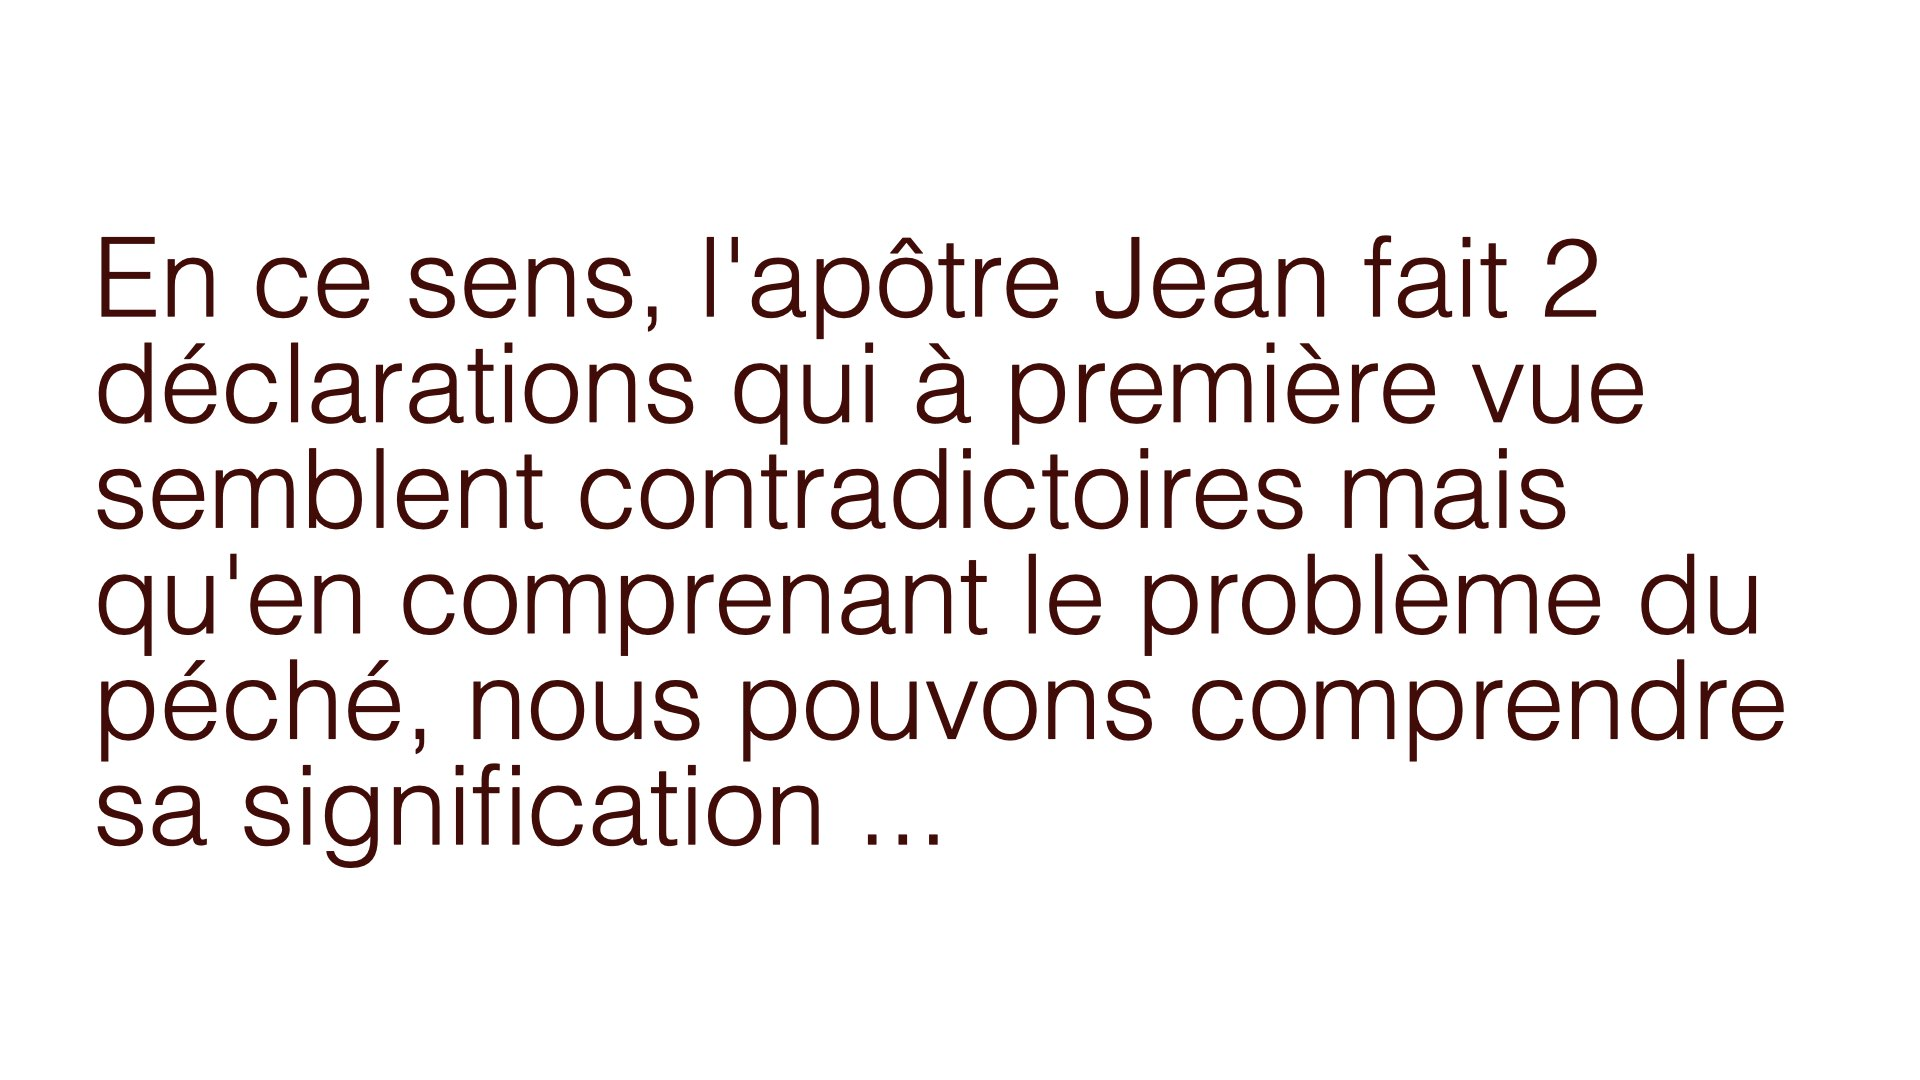 En ce sens, l'apôtre Jean fait 2
déclarations qui à première vue
semblent contradictoires mais
qu'en comprenant le problème du
péché, nous pouvons comprendre
sa signification ...